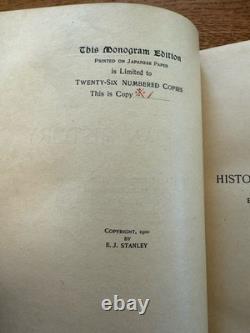 This Monogram Edition
PRINTED ON JAPANESE PAPER
is Limited to
TWENTY-SIX NUMBERED COPIES
This is Copy
COPYRIGHT, 1900
BY
E. J. STANLEY
HISTO